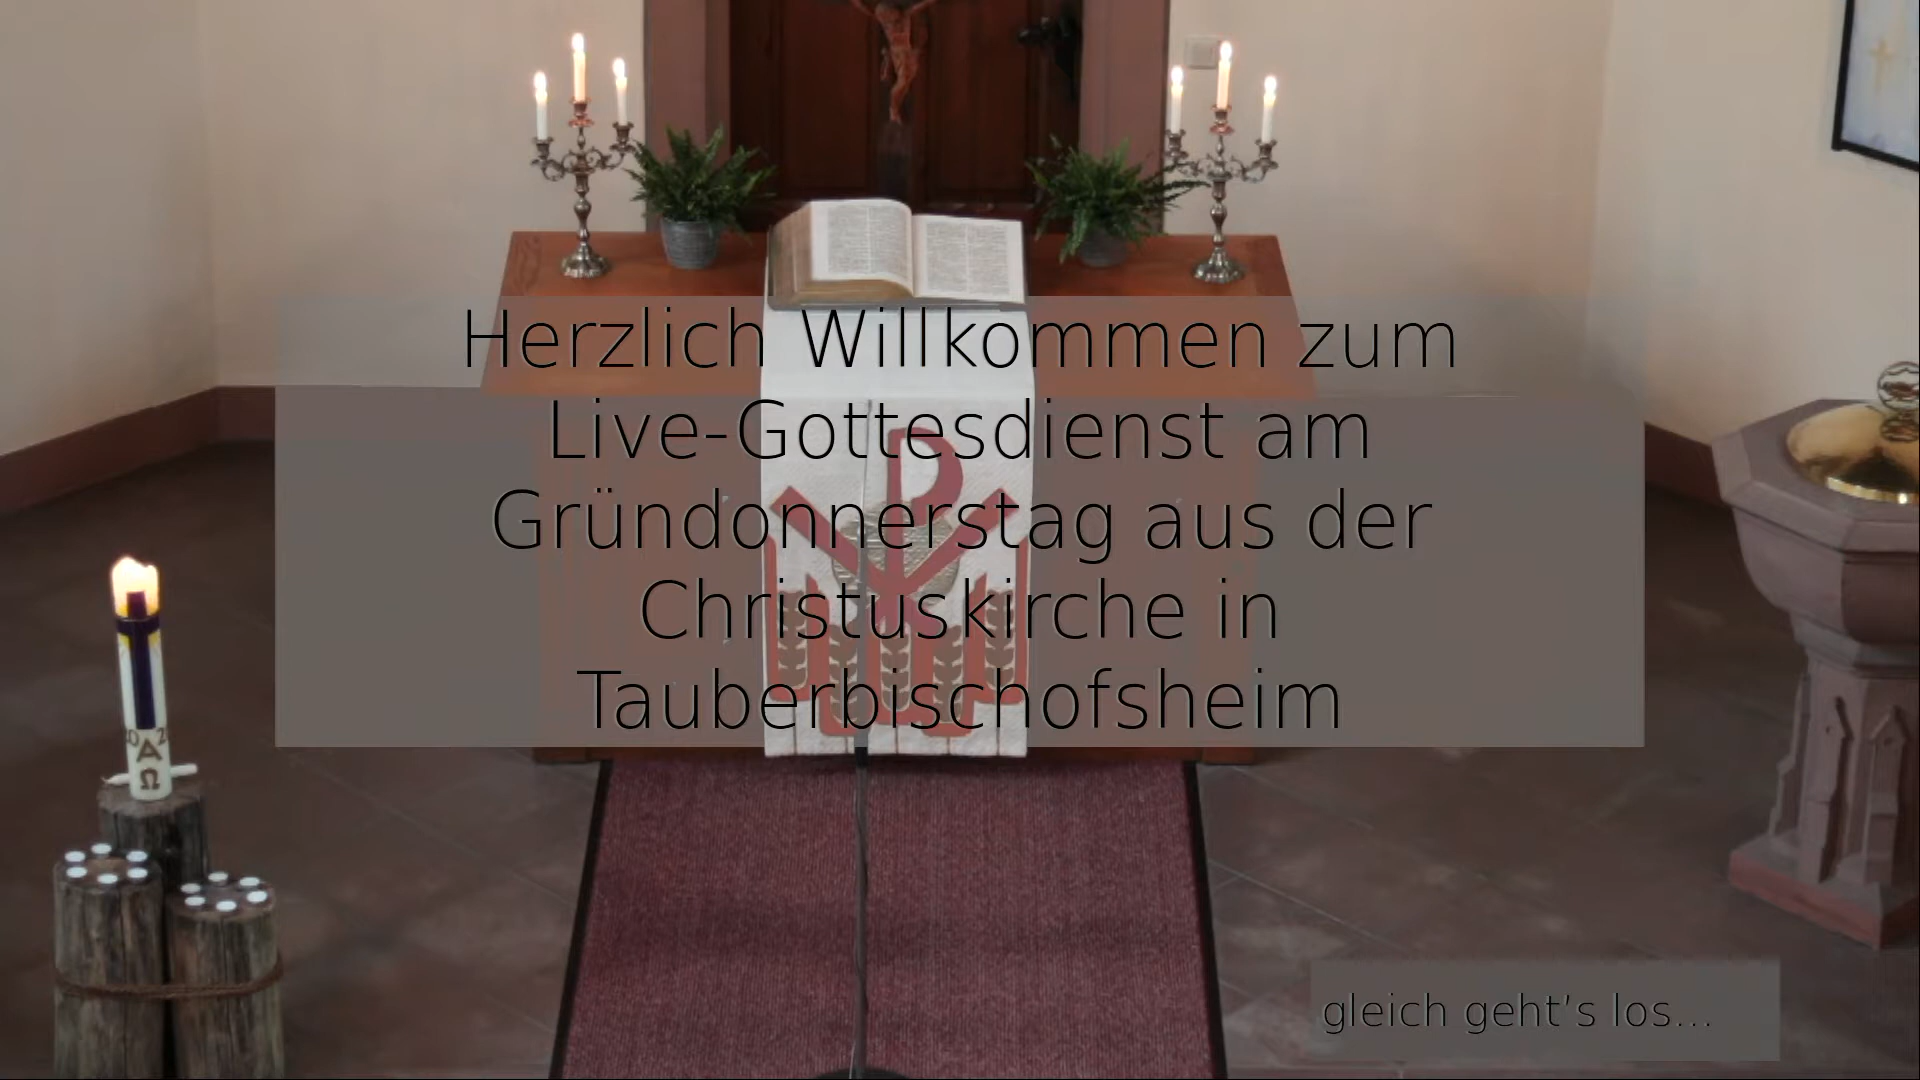 Herzlich Willkommen zum
Live-Gottesdienst am
Gründonnerstag aus der
Christuskirche in
Tauberbischofsheim
A
Ω
gleich geht's los...